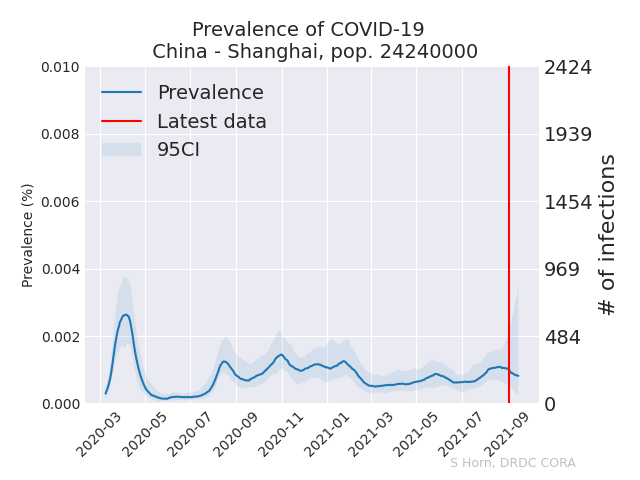 Prevalence of COVID-19
China - Shanghai, pop. 24240000
Prevalence
Latest data
95CI
Prevalence (%)
0.010
0.008
0.006
0.004
0.002
0.000
2424
1939
1454
969
484
0
# of infections
2020-03
2020-05
2020-07
2020-09
2020-11
2021-01
2021-03
2021-05
2021-07
2021-09
S Horn, DRDC CORA